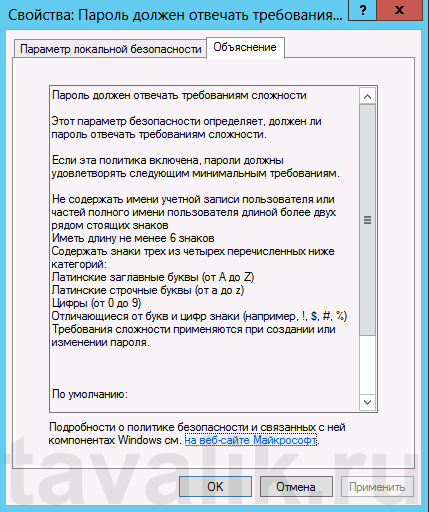 Свойства: Пароль должен отвечать требования...
?
x
Параметр локальной безопасности
Объяснение
Пароль должен отвечать требованиям сложности
Этот параметр безопасности определяет, должен ли
пароль отвечать требованиям сложности.
Если эта политика включена, пароли должны
удовлетворять следующим минимальным требованиям.
Не содержать имени учетной записи пользователя или
частей полного имени пользователя длиной более двух
рядом стоящих знаков
Иметь длину не менее 6 знаков
Содержать знаки трех из четырех перечисленных ниже
категорий:
Латинские заглавные буквы (от A до Z)
Латинские строчные буквы (от a до z)
Цифры (от 0 до 9)
Отличающиеся от букв и цифр знаки (например, !, $, #, %)
Требования сложности применяются при создании или
изменении пароля.
По умолчанию:
Подробности о политике безопасности и связанных с ней
компонентах Windows см. на веб-сайте Майкрософт.
tavalik.ru
OK
Отмена
Применить